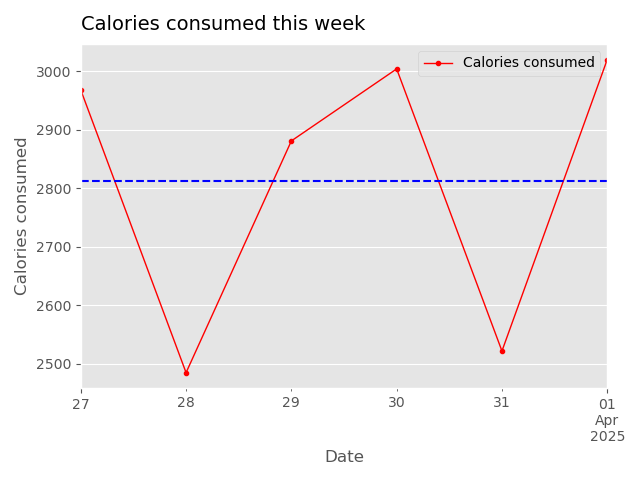 Calories consumed this week
Calories consumed
3000
2900
2800
2700
2600
2500
Calories consumed
27
28
29
30
31
01
Apr
2025
Date